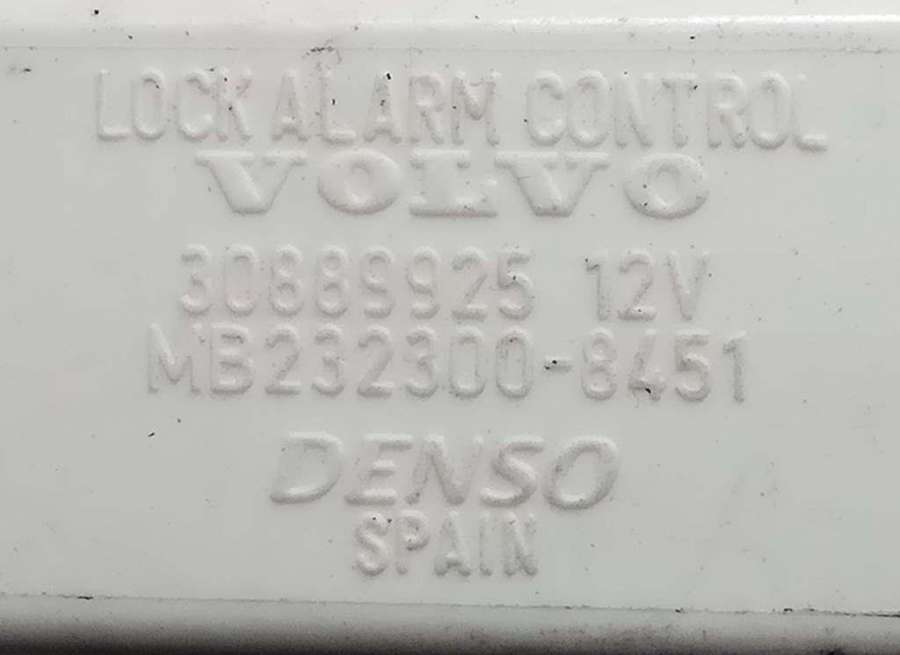 LOCK ALARM CONTROL
VOLVO
30889925 12V
MB232300-8451
DENSO
SPAIN